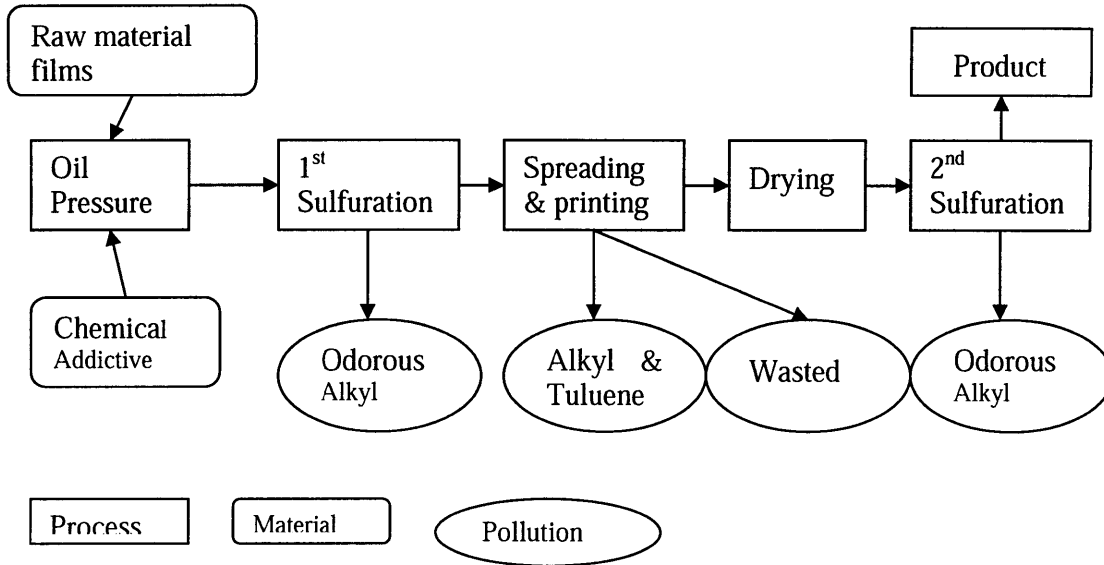 Raw material
films
Product
Oil
Pressure
1st
Sulfuration
Spreading
& printing
Drying
2nd
Sulfuration
Chemical
Addictive
Odorous
Alkyl
Alkyl &
Tuluene
Wasted
Odorous
Alkyl
Process
Material
Pollution